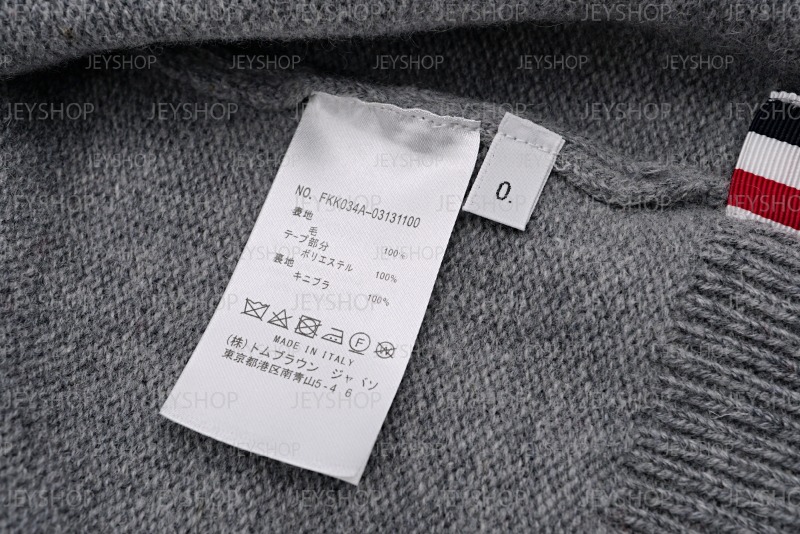 NO. FKK034A-03131100
表地
毛 100%
テープ部分
ポリエステル 100%
裏地
キュプラ 100%
MADE IN ITALY
(株)トムブラウン ジャパン
東京都港区南青山5-4 6
0.
JEYSHOP